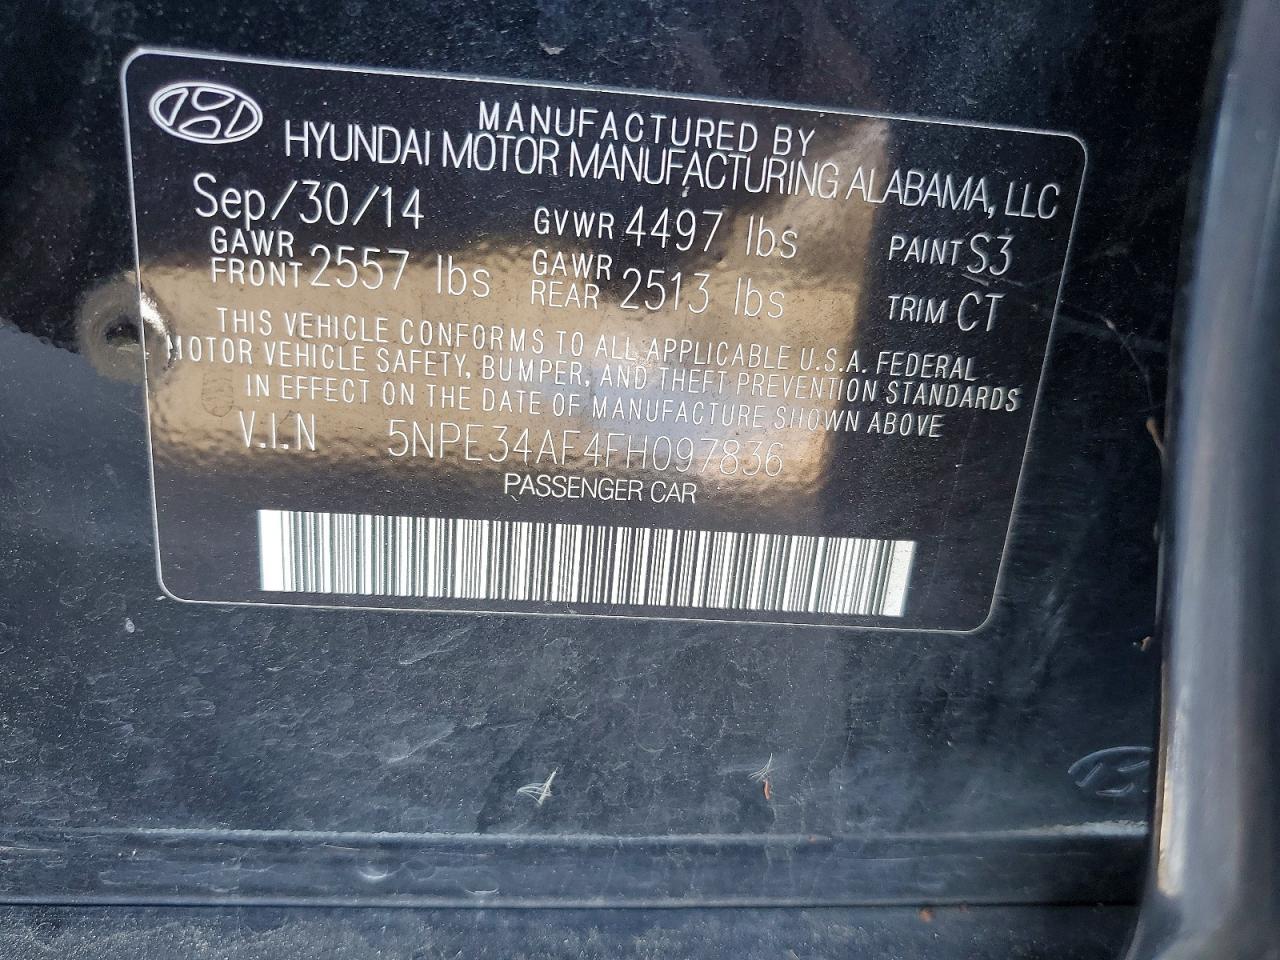 MANUFACTURED BY
HYUNDAI MOTOR MANUFACTURING ALABAMA, LLC
Sep/30/14 GVWR 4497 lbs PAINT S3
GAWR FRONT 2557 lbs GAWR REAR 2513 lbs TRIM CT
THIS VEHICLE CONFORMS TO ALL APPLICABLE U.S.A. FEDERAL
MOTOR VEHICLE SAFETY, BUMPER, AND THEFT PREVENTION STANDARDS
IN EFFECT ON THE DATE OF MANUFACTURE SHOWN ABOVE
V.I.N 5NPE34AF4FH097836
PASSENGER CAR